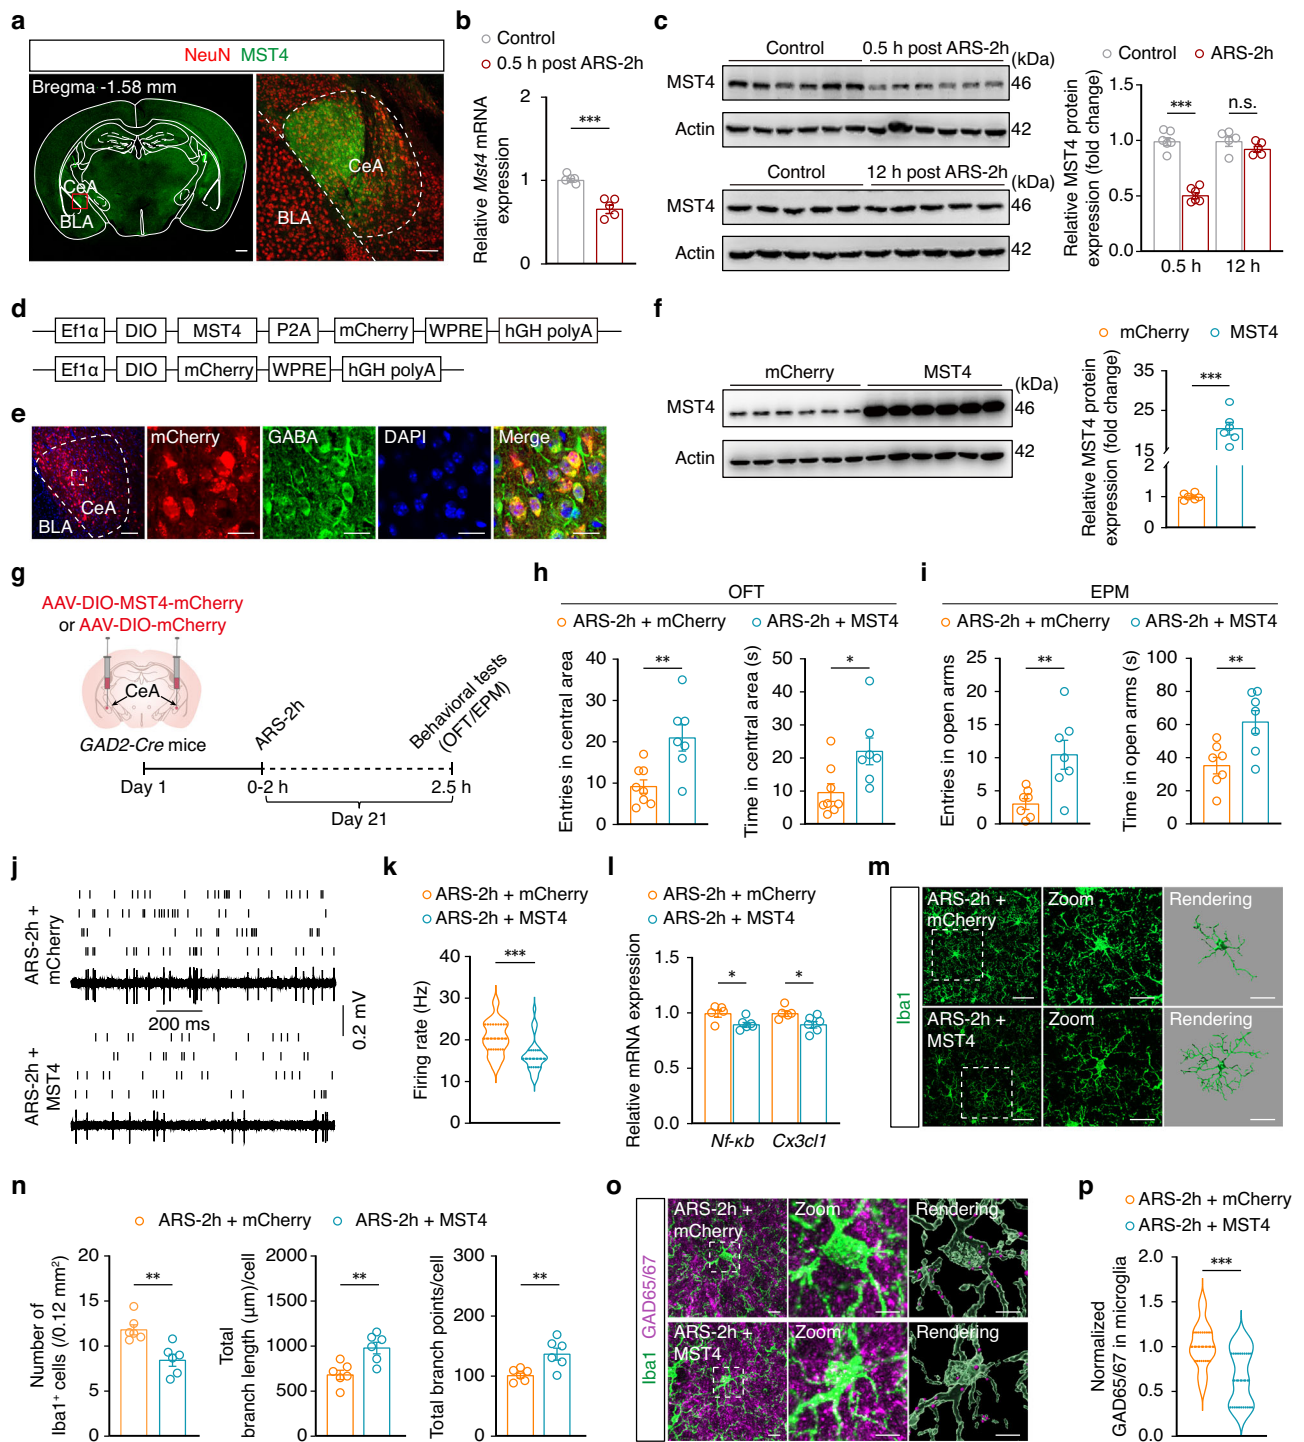 a
NeuN MST4
Bregma -1.58 mm
CeA
BLA
CeA
BLA
b
Control
0.5 h post ARS-2h
Relative Mst4 mRNA
expression
2
1
0
***
c
Control
0.5 h post ARS-2h
(kDa)
MST4
46
Actin
42
Control
12 h post ARS-2h
(kDa)
MST4
46
Actin
42
Control
ARS-2h
Relative MST4 protein
expression (fold change)
1.5
1.0
0.5
0.0
***
n.s.
0.5 h
12 h
d
Ef1α
DIO
MST4
P2A
mCherry
WPRE
hGH polyA
Ef1α
DIO
mCherry
WPRE
hGH polyA
e
CeA
BLA
mCherry
GABA
DAPI
Merge
f
mCherry
MST4
(kDa)
MST4
46
Actin
42
mCherry
MST4
Relative MST4 protein
expression (fold change)
35
25
15
2
1
0
***
g
AAV-DIO-MST4-mCherry
or AAV-DIO-mCherry
CeA
GAD2-Cre mice
ARS-2h
Behavioral tests
(OFT/EPM)
Day 1
0-2 h
2.5 h
Day 21
h
OFT
ARS-2h + mCherry
ARS-2h + MST4
Entries in central area
40
30
20
10
0
**
Time in central area (s)
50
40
30
20
10
0
*
i
EPM
ARS-2h + mCherry
ARS-2h + MST4
Entries in open arms
25
20
15
10
5
0
**
Time in open arms (s)
100
80
60
40
20
0
**
j
ARS-2h +
mCherry
200 ms
0.2 mV
ARS-2h +
MST4
k
ARS-2h + mCherry
ARS-2h + MST4
Firing rate (Hz)
40
30
20
10
0
***
l
ARS-2h + mCherry
ARS-2h + MST4
Relative mRNA expression
1.5
1.0
0.5
0.0
*
*
Nf-κb
Cx3cl1
m
Iba1
ARS-2h +
mCherry
Zoom
Rendering
ARS-2h +
MST4
Zoom
Rendering
n
ARS-2h + mCherry
ARS-2h + MST4
Number of
Iba1⁺ cells (/0.12 mm²)
20
15
10
5
0
**
Total
branch length (μm)/cell
2000
1500
1000
500
0
**
Total branch points/cell
300
200
100
0
**
o
Iba1 GAD65/67
ARS-2h +
mCherry
Zoom
Rendering
ARS-2h +
MST4
Zoom
Rendering
p
ARS-2h + mCherry
ARS-2h + MST4
Normalized
GAD65/67 in microglia
2.0
1.5
1.0
0.5
0.0
***